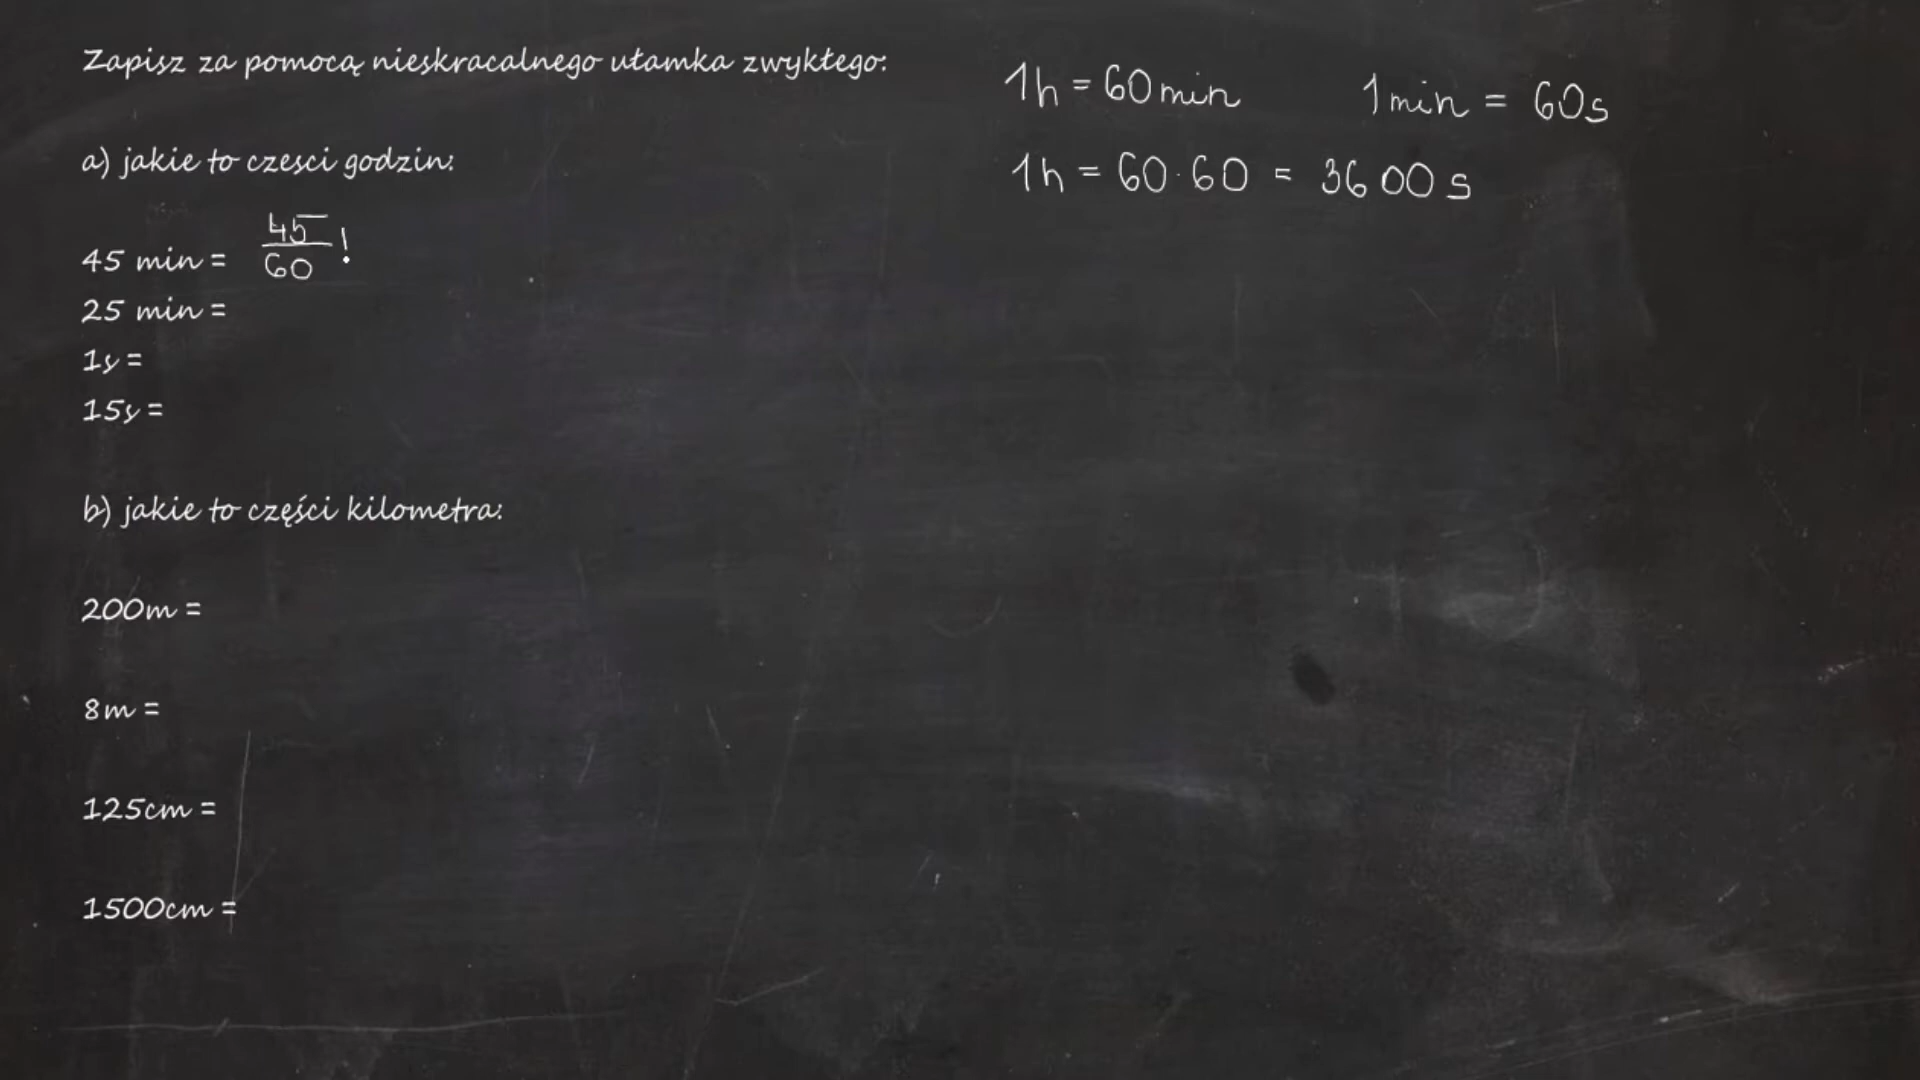 Zapisz za pomocą nieskracalnego ułamka zwykłego:
1h = 60min 1min = 60s
1h = 60·60 = 3600s
a) jakie to czesci godzin:
45 min = 45/60 !
25 min =
1s =
15s =
b) jakie to części kilometra:
200m =
8m =
125cm =
1500cm =